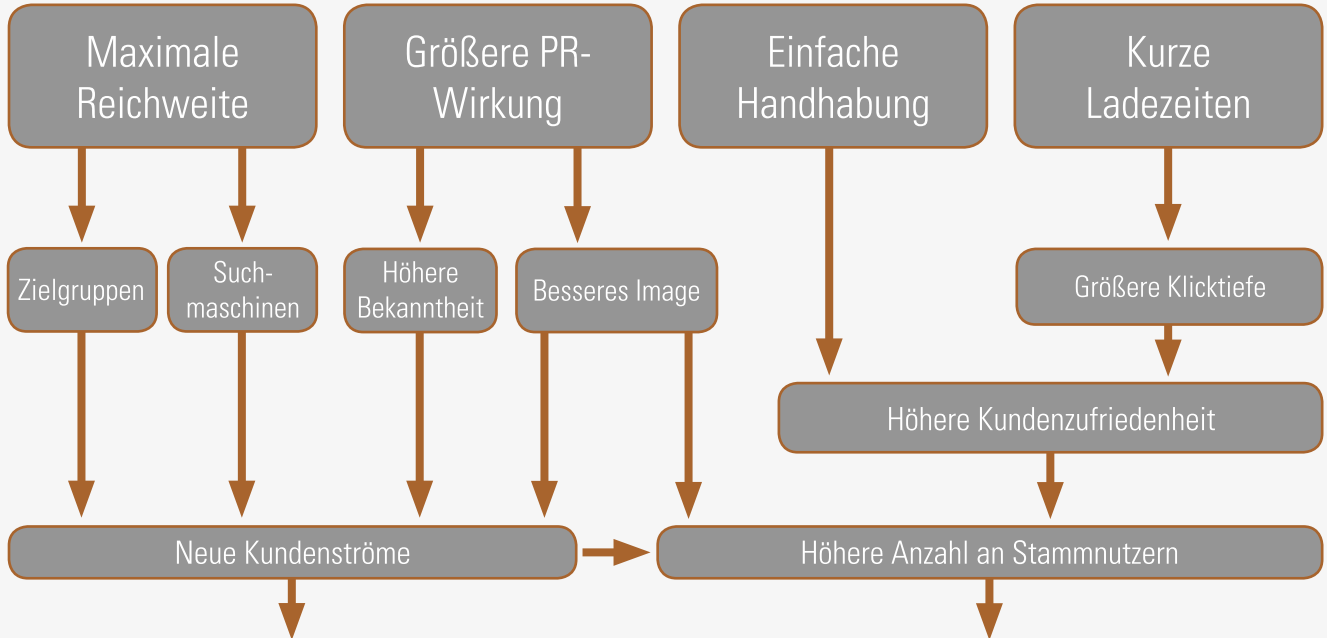 Maximale
Reichweite
Größere PR-
Wirkung
Einfache
Handhabung
Kurze
Ladezeiten
Zielgruppen
Such-
maschinen
Höhere
Bekanntheit
Besseres Image
Größere Klicktiefe
Höhere Kundenzufriedenheit
Neue Kundenströme
Höhere Anzahl an Stammnutzern